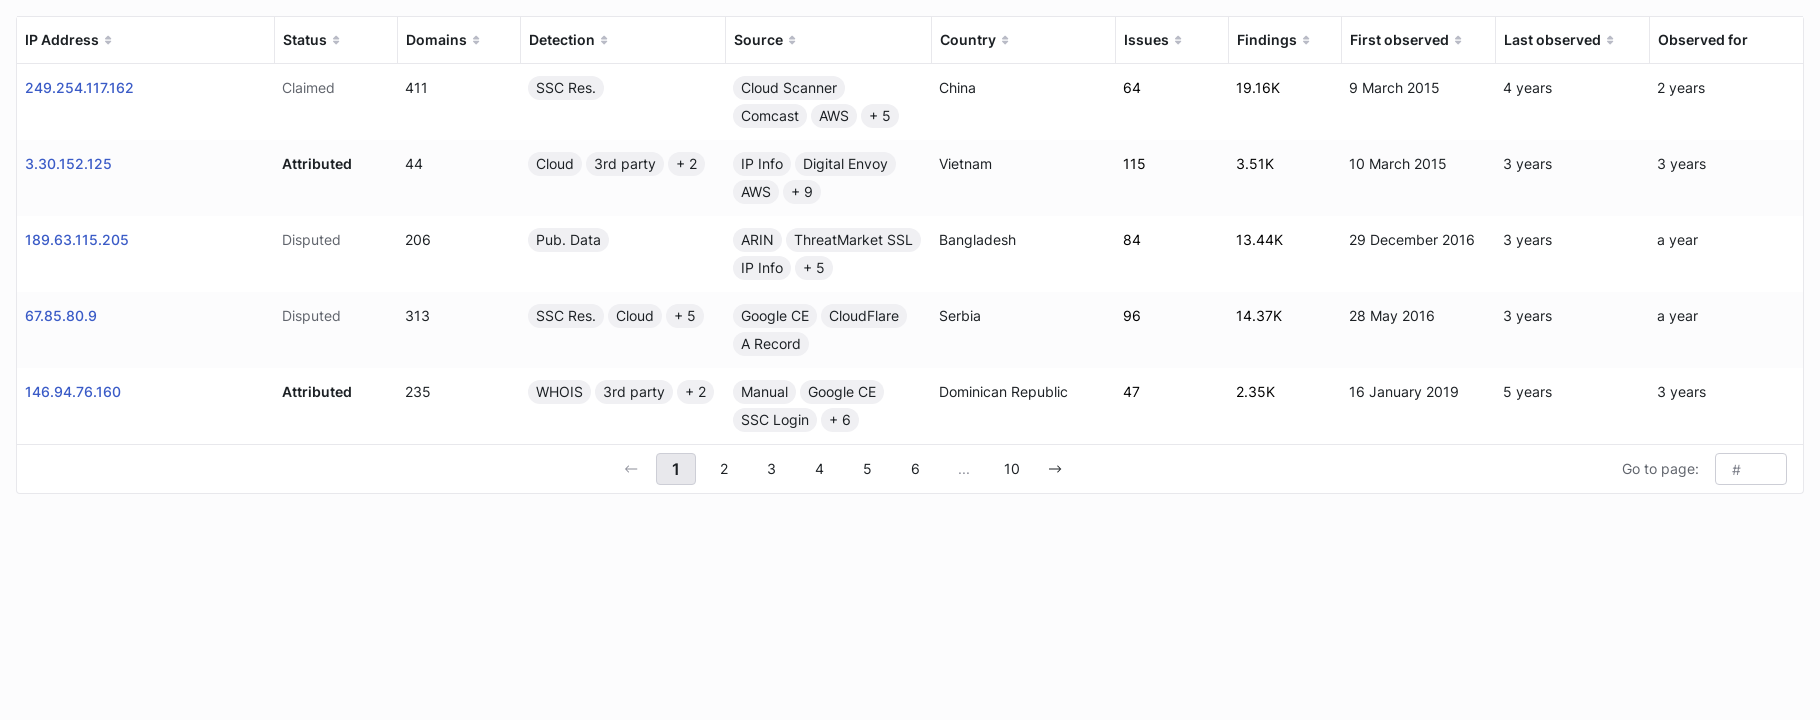 IP Address Status Domains Detection Source Country Issues Findings First observed Last observed Observed for
249.254.117.162 Claimed 411 SSC Res. Cloud Scanner China 64 19.16K 9 March 2015 4 years 2 years
Comcast AWS + 5
3.30.152.125 Attributed 44 Cloud 3rd party + 2 IP Info Digital Envoy Vietnam 115 3.51K 10 March 2015 3 years 3 years
AWS + 9
189.63.115.205 Disputed 206 Pub. Data ARIN ThreatMarket SSL Bangladesh 84 13.44K 29 December 2016 3 years a year
IP Info + 5
67.85.80.9 Disputed 313 SSC Res. Cloud + 5 Google CE CloudFlare Serbia 96 14.37K 28 May 2016 3 years a year
A Record
146.94.76.160 Attributed 235 WHOIS 3rd party + 2 Manual Google CE Dominican Republic 47 2.35K 16 January 2019 5 years 3 years
SSC Login + 6
← 1 2 3 4 5 6 ... 10 → Go to page: #